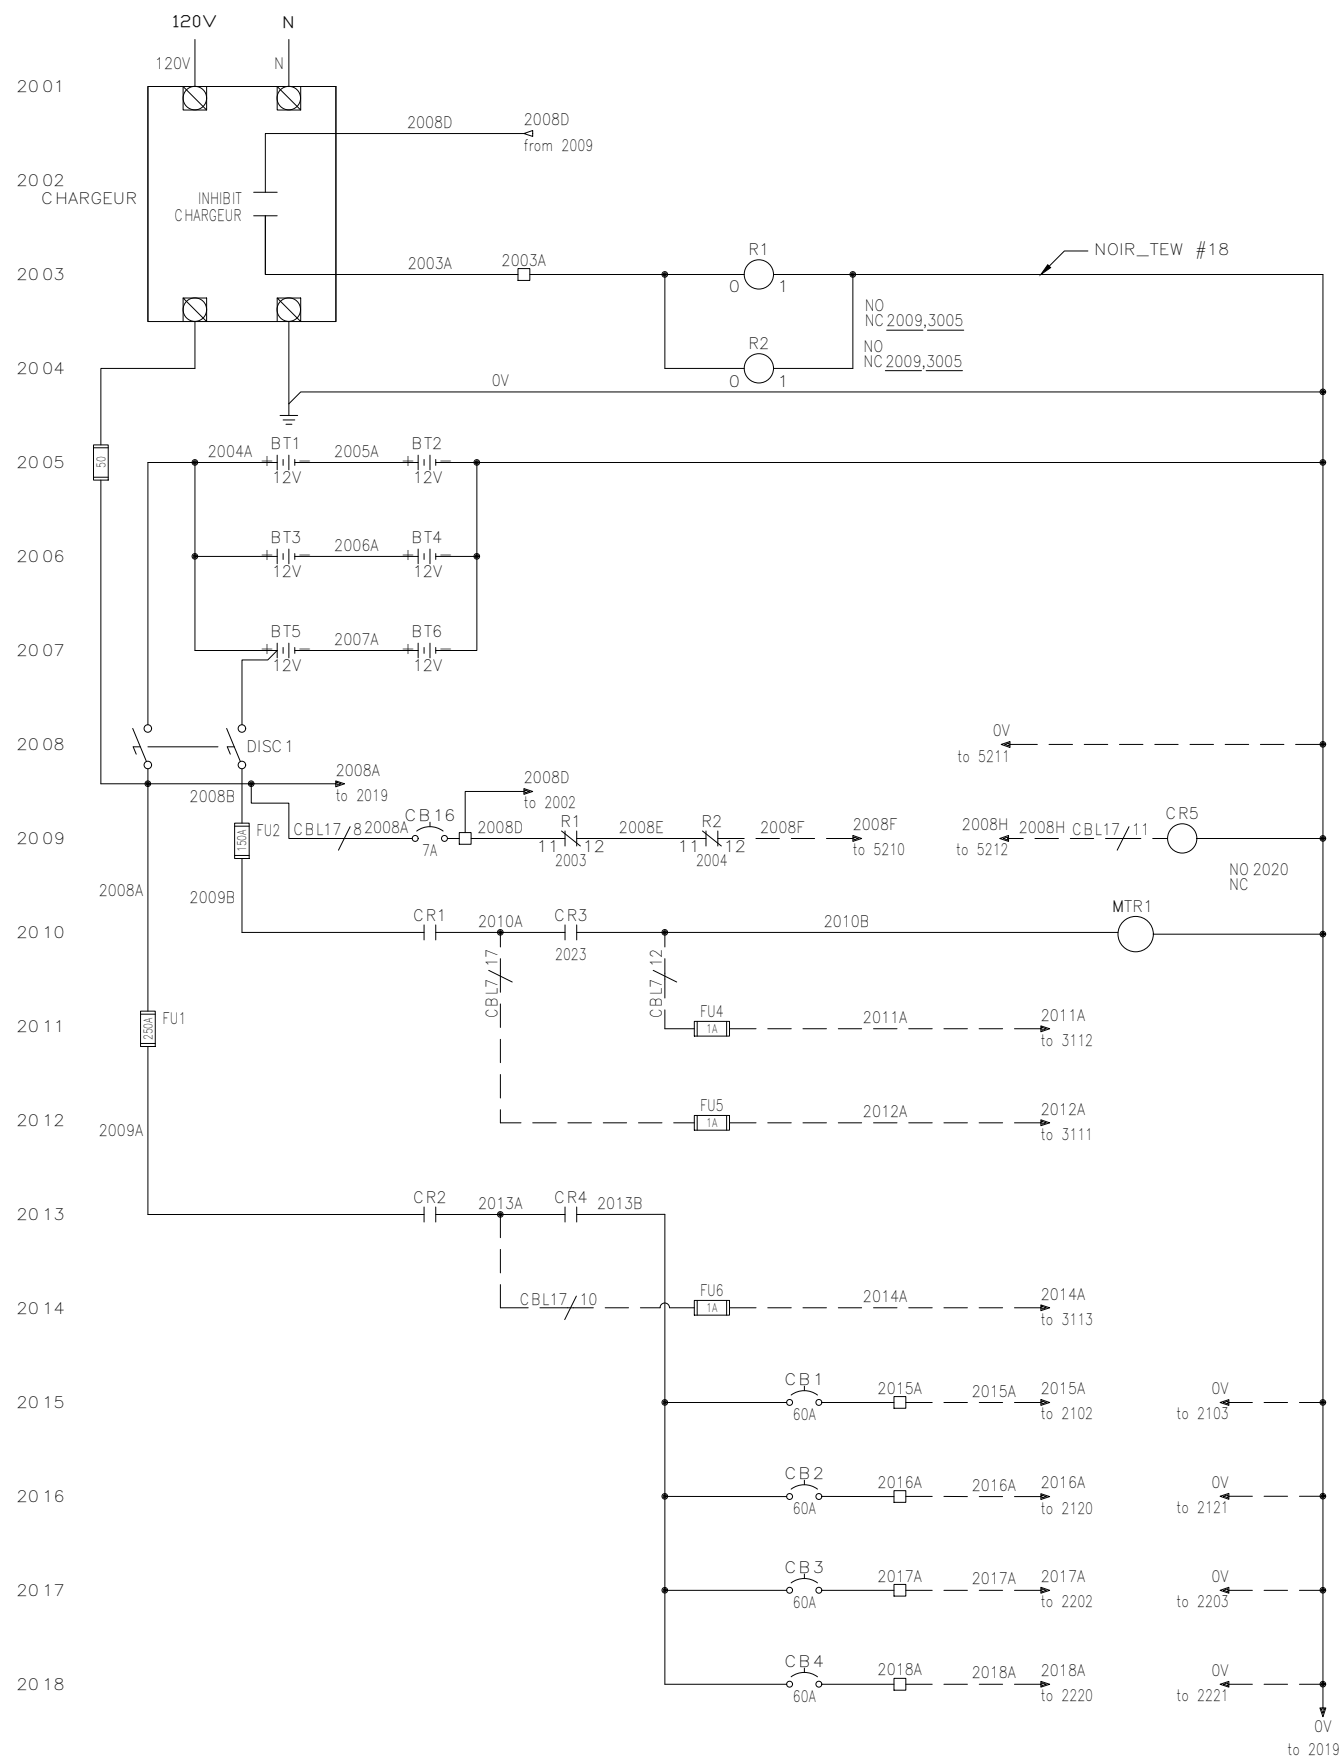 120V N
120V N
2001
2008D 2008D
from 2009
2002
CHARGEUR
INHIBIT
CHARGEUR
2003 2003A 2003A R1 NOIR_TEW #18
0 1
NO
NC 2009,3005
R2
NO
NC 2009,3005
2004
0 1
0V
2005 50 2004A BT1 2005A BT2
+ - + -
12V 12V
2006 BT3 2006A BT4
+ - + -
12V 12V
2007 BT5 2007A BT6
+ - + -
12V 12V
2008 DISC1
0V
to 5211
2008A
to 2019
2008D
to 2002
2008B
2009 150A FU2 CBL17 8 2008A CB16 2008D R1 2008E R2 2008F 2008F
7A 11 12 11 12 to 5210
2003 2004
2008H 2008H CBL17 11 CR5
to 5212
NO 2020
NC
2008A 2009B
2010 CR1 2010A CR3 2010B MTR1
2023
CBL7 17 CBL7 12
2011 250A FU1 FU4 2011A 2011A
1A to 3112
2012 FU5 2012A 2012A
1A to 3111
2009A
2013 CR2 2013A CR4 2013B
2014 CBL17 10 FU6 2014A 2014A
1A to 3113
2015 CB1 2015A 2015A 2015A 0V
60A to 2102 to 2103
2016 CB2 2016A 2016A 2016A 0V
60A to 2120 to 2121
2017 CB3 2017A 2017A 2017A 0V
60A to 2202 to 2203
2018 CB4 2018A 2018A 2018A 0V
60A to 2220 to 2221
0V
to 2019